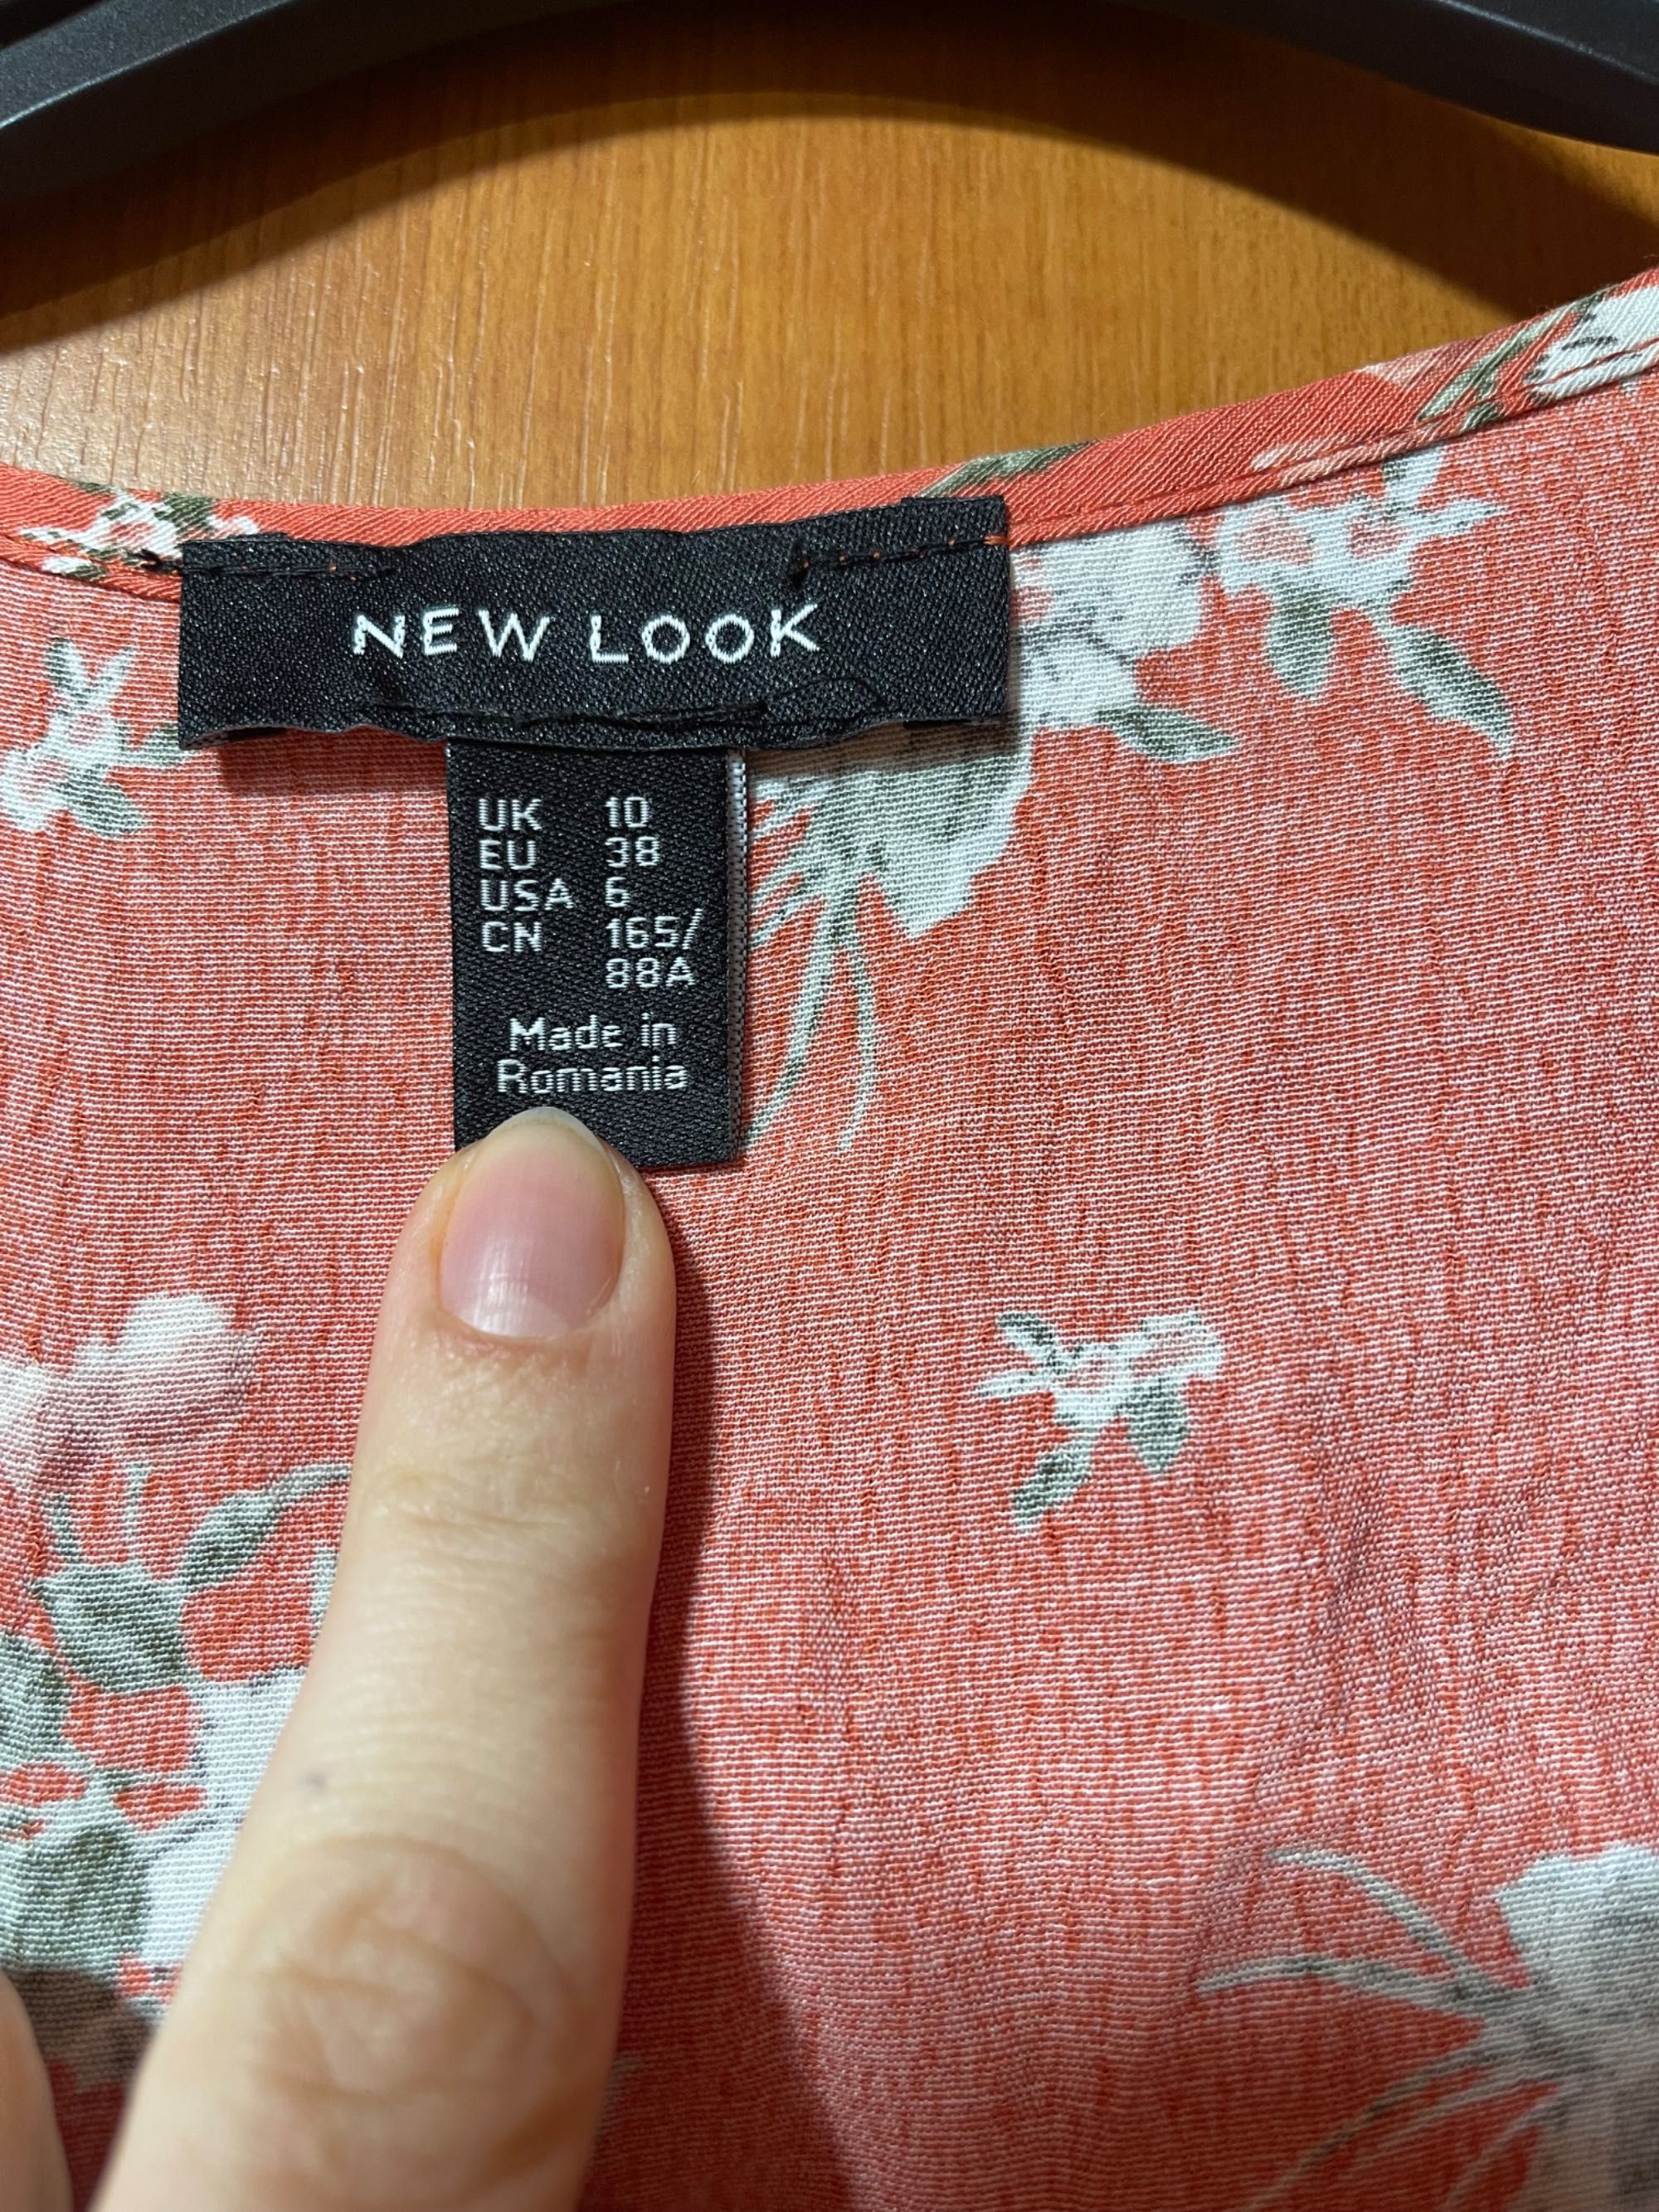 NEW LOOK
UK 10
EU 38
USA 6
CN 165/
88A
Made in
Romania